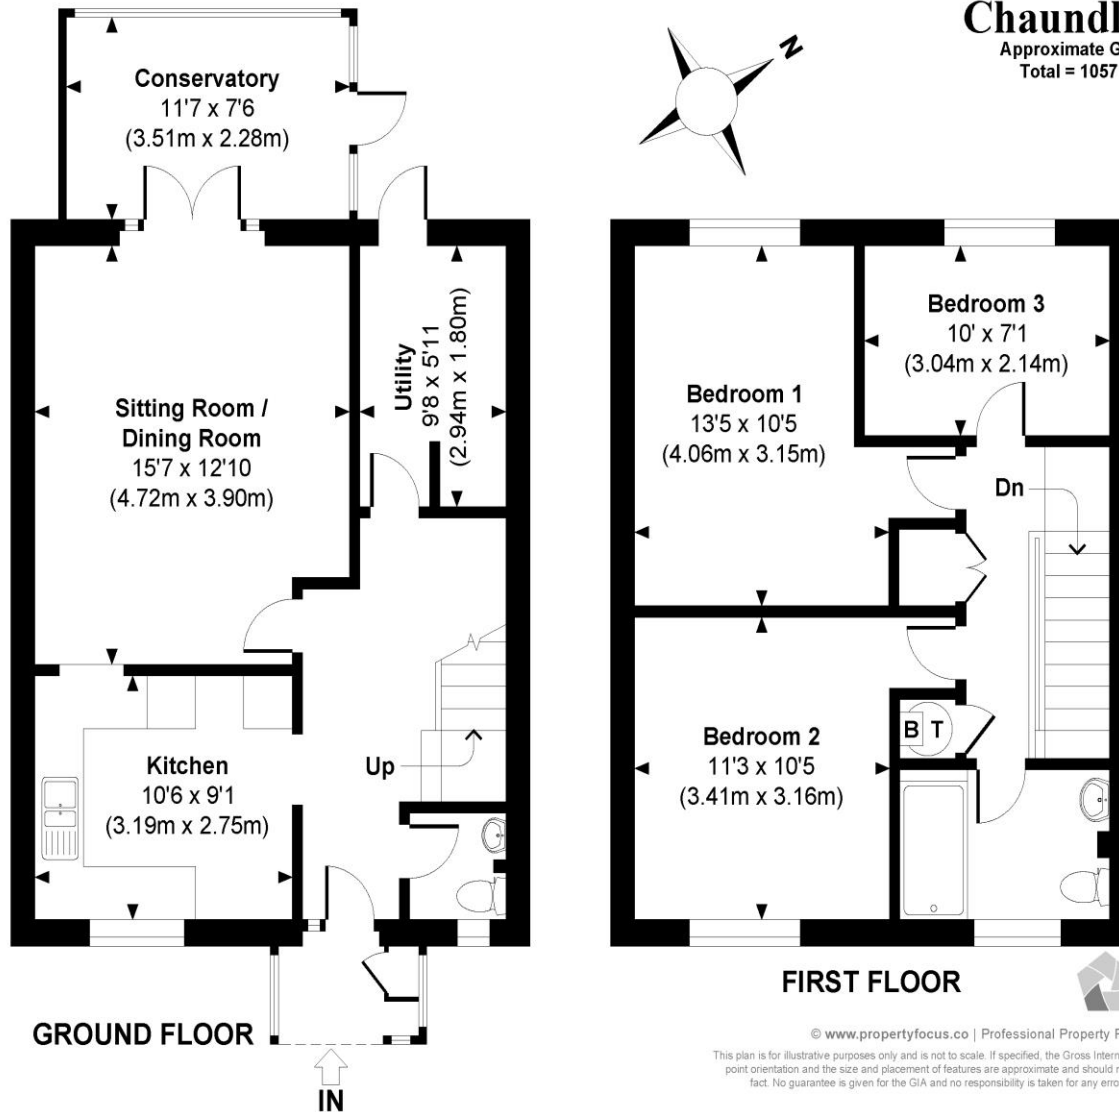 Chaundl
Approximate G
Total = 1057
N
Conservatory
11'7 x 7'6
(3.51m x 2.28m)
Utility
9'8 x 5'11
(2.94m x 1.80m)
Sitting Room /
Dining Room
15'7 x 12'10
(4.72m x 3.90m)
Kitchen
10'6 x 9'1
(3.19m x 2.75m)
Up
GROUND FLOOR
IN
Bedroom 3
10' x 7'1
(3.04m x 2.14m)
Bedroom 1
13'5 x 10'5
(4.06m x 3.15m)
Dn
Bedroom 2
11'3 x 10'5
(3.41m x 3.16m)
B T
FIRST FLOOR
© www.propertyfocus.co | Professional Property F
This plan is for illustrative purposes only and is not to scale. If specified, the Gross Intern
point orientation and the size and placement of features are approximate and should
fact. No guarantee is given for the GIA and no responsibility is taken for any erro